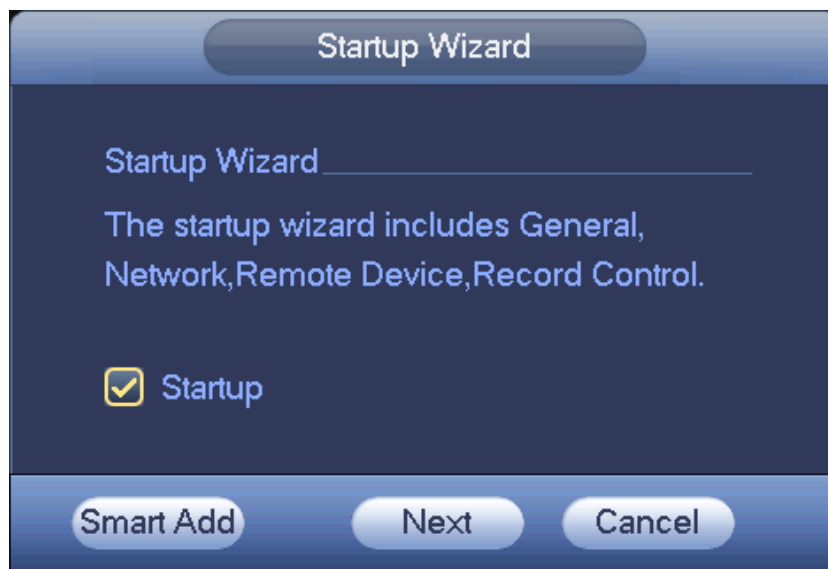 Startup Wizard
Startup Wizard
The startup wizard includes General,
Network,Remote Device,Record Control.
Startup
Smart Add Next Cancel